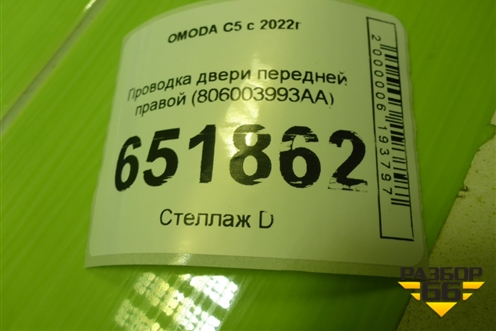 OMODA C5 с 2022г
Проводка двери передней
правой (806003993AA)
651862
Стеллаж D
2000006193797
РАЗБОР
66